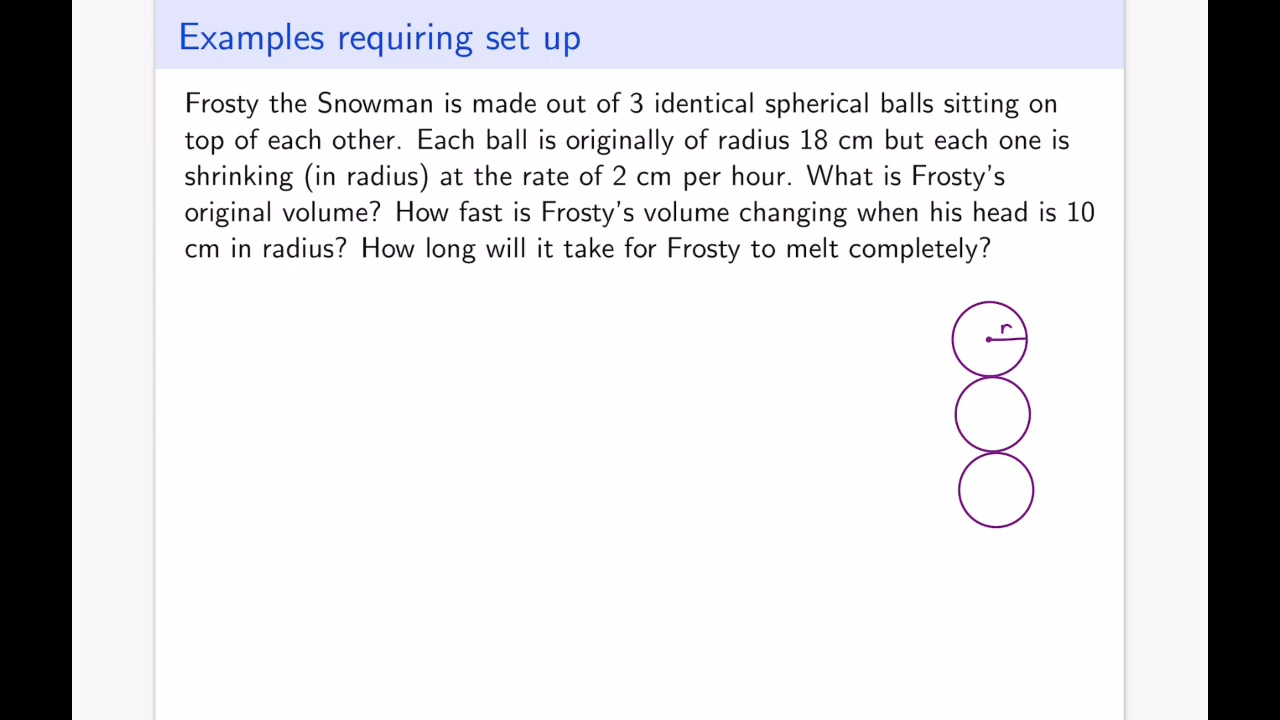 Examples requiring set up
Frosty the Snowman is made out of 3 identical spherical balls sitting on
top of each other. Each ball is originally of radius 18 cm but each one is
shrinking (in radius) at the rate of 2 cm per hour. What is Frosty's
original volume? How fast is Frosty's volume changing when his head is 10
cm in radius? How long will it take for Frosty to melt completely?
r